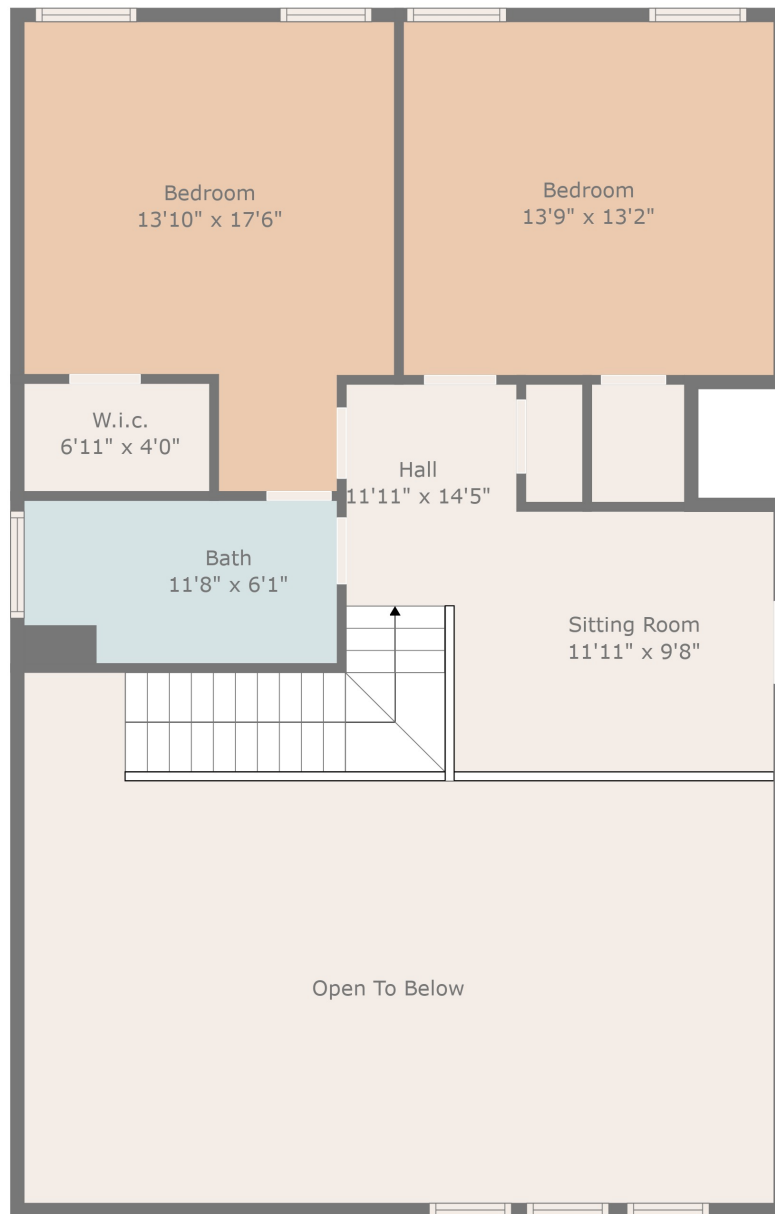 Bedroom
13'10" x 17'6"
Bedroom
13'9" x 13'2"
W.i.c.
6'11" x 4'0"
Hall
11'11" x 14'5"
Bath
11'8" x 6'1"
Sitting Room
11'11" x 9'8"
Open To Below